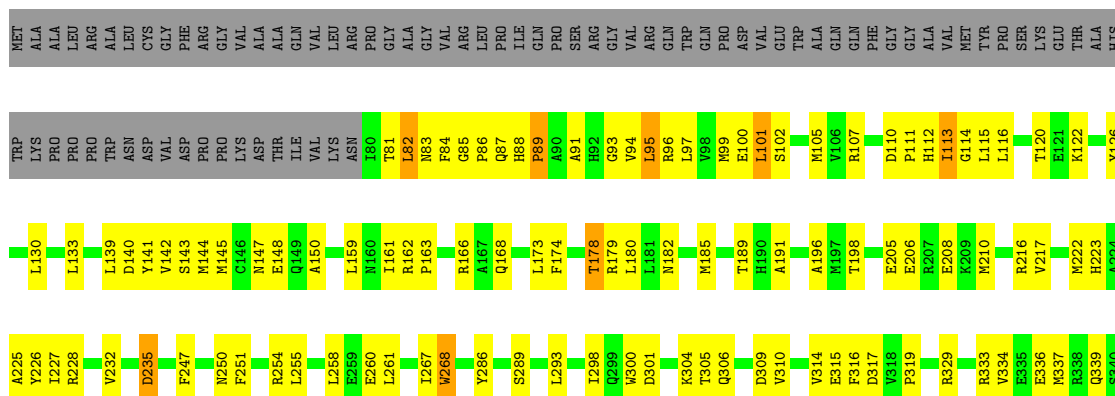 MET ALA ALA LEU ARG ALA LEU CYS GLY PHE ARG GLY VAL ALA ALA GLN VAL LEU ARG PRO GLY ALA GLY VAL ARG LEU PRO ILE GLN PRO SER ARG GLY VAL ARG GLN TRP GLN PRO ASP VAL GLU TRP ALA GLN GLN PHE GLY GLY ALA VAL MET TYR PRO SER LYS GLU THR ALA HIS
TRP LYS PRO PRO PRO TRP ASN ASP VAL ASP PRO PRO LYS ASP THR ILE VAL LYS ASN I80 T81 L82 N83 F84 G85 P86 Q87 H88 P89 A90 A91 H92 G93 V94 L95 R96 L97 V98 M99 E100 L101 S102 M105 V106 R107 D110 P111 H112 I113 G114 L115 L116 T120 E121 K122 Y126
L130 L133 L139 D140 Y141 V142 S143 M144 M145 C146 N147 E148 Q149 A150 L159 N160 I161 R162 P163 R166 A167 Q168 L173 F174 T178 R179 L180 L181 N182 M185 T189 H190 A191 A196 M197 T198 E205 E206 R207 E208 K209 M210 R216 V217 M222 H223 A224
A225 Y226 I227 R228 V232 D235 F247 N250 F251 R254 L255 L258 E259 E260 L261 I267 W268 Y286 S289 L293 I298 Q299 W300 D301 K304 T305 Q306 D309 V310 V314 E315 F316 D317 V318 P319 R329 R333 V334 E335 E336 M337 R338 Q339 S340